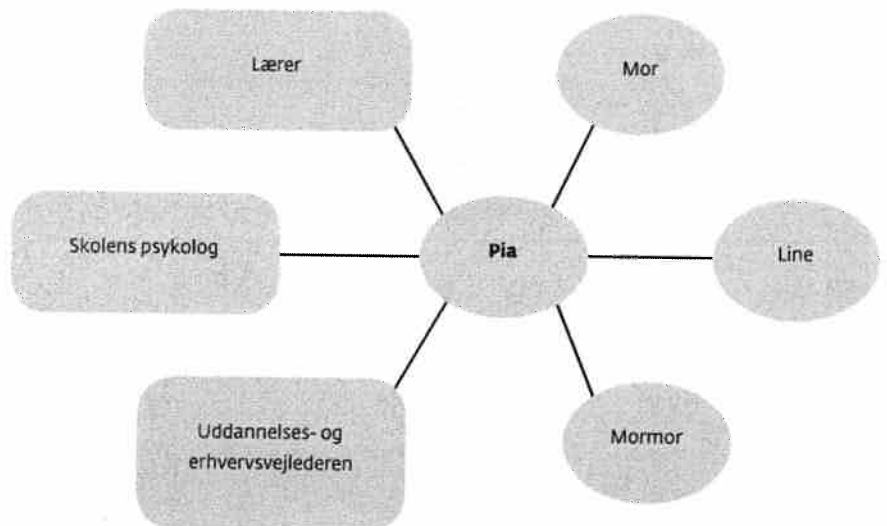 Lærer
Mor
Skolens psykolog
Pia
Line
Uddannelses- og
erhvervsvejlederen
Mormor